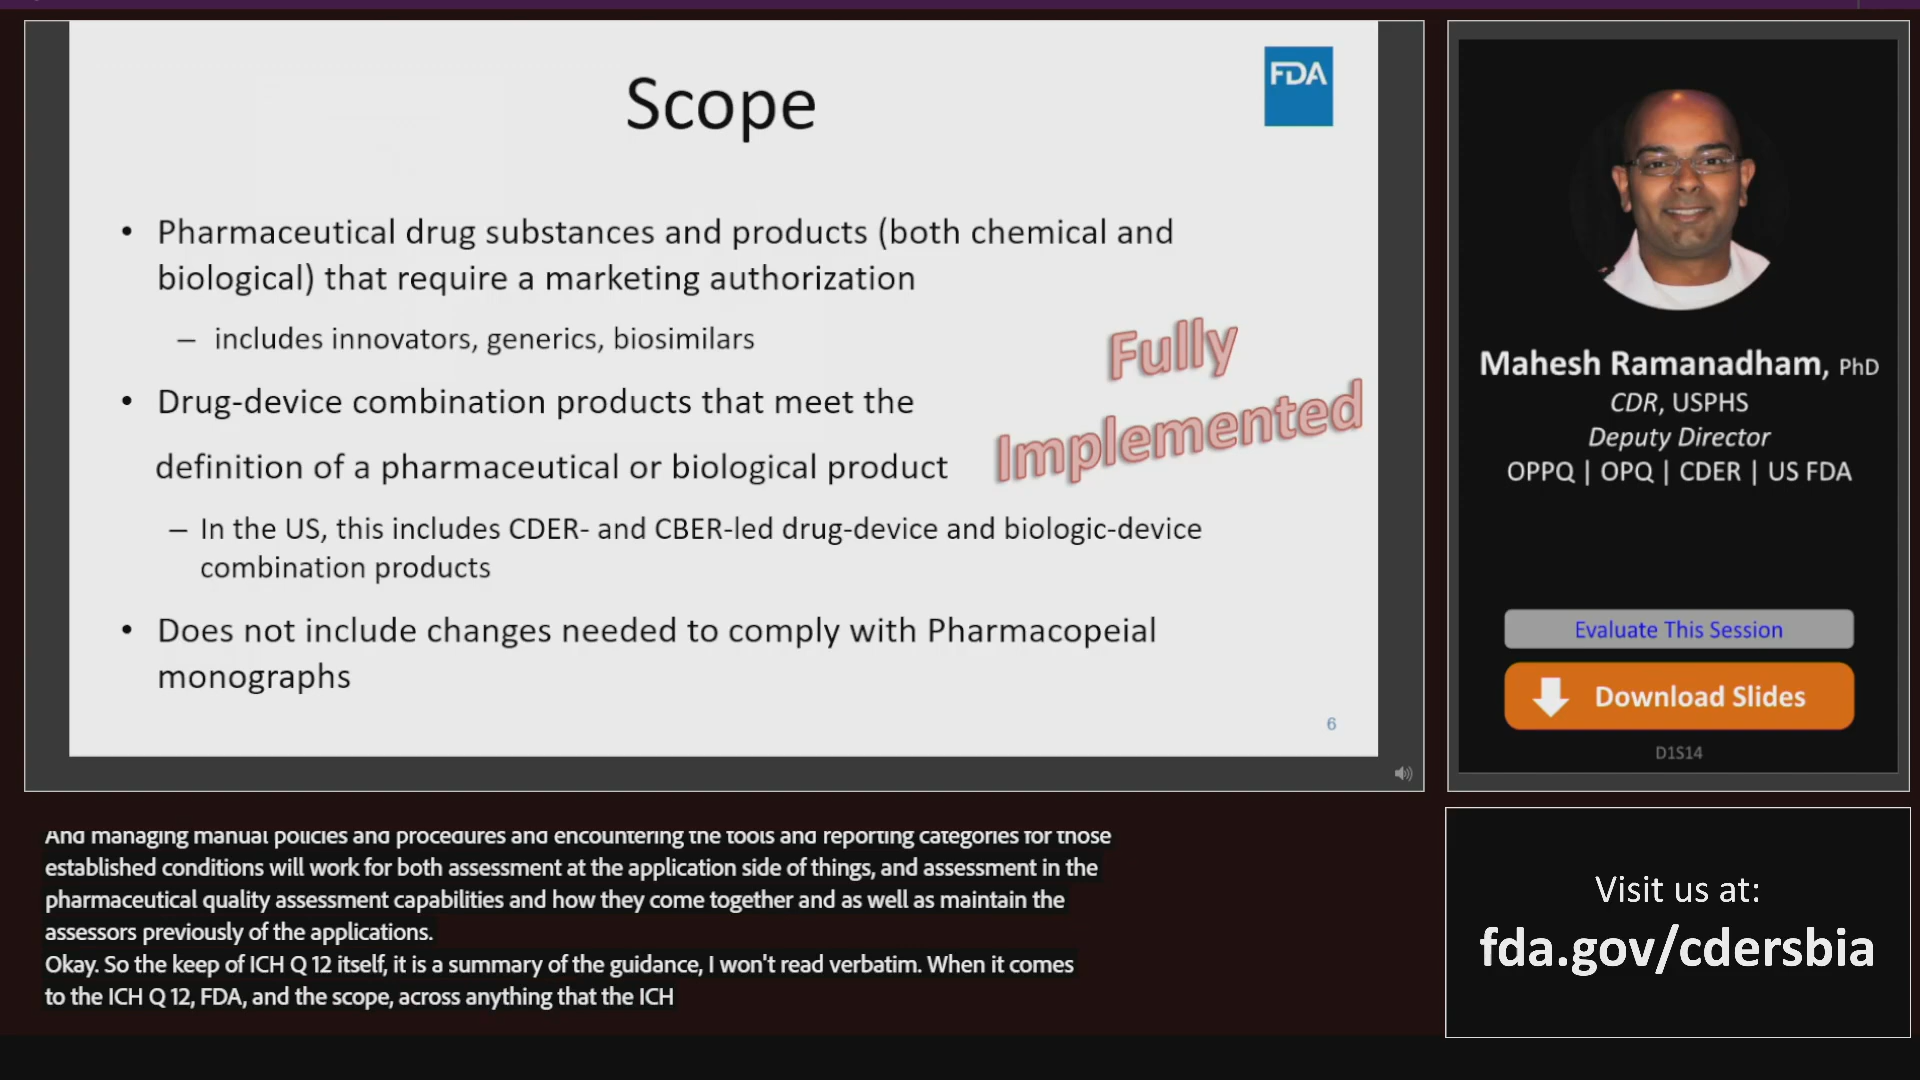 Scope
FDA
• Pharmaceutical drug substances and products (both chemical and
biological) that require a marketing authorization
– includes innovators, generics, biosimilars
• Drug-device combination products that meet the
definition of a pharmaceutical or biological product
– In the US, this includes CDER- and CBER-led drug-device and biologic-device
combination products
• Does not include changes needed to comply with Pharmacopeial
monographs
Fully
Implemented
6
Mahesh Ramanadham, PhD
CDR, USPHS
Deputy Director
OPPQ | OPQ | CDER | US FDA
Evaluate This Session
Download Slides
D1S14
And managing manual policies and procedures and encountering the tools and reporting categories for those
established conditions will work for both assessment at the application side of things, and assessment in the
pharmaceutical quality assessment capabilities and how they come together and as well as maintain the
assessors previously of the applications.
Okay. So the keep of ICH Q 12 itself, it is a summary of the guidance, I won't read verbatim. When it comes
to the ICH Q 12, FDA, and the scope, across anything that the ICH
Visit us at:
fda.gov/cdersbia